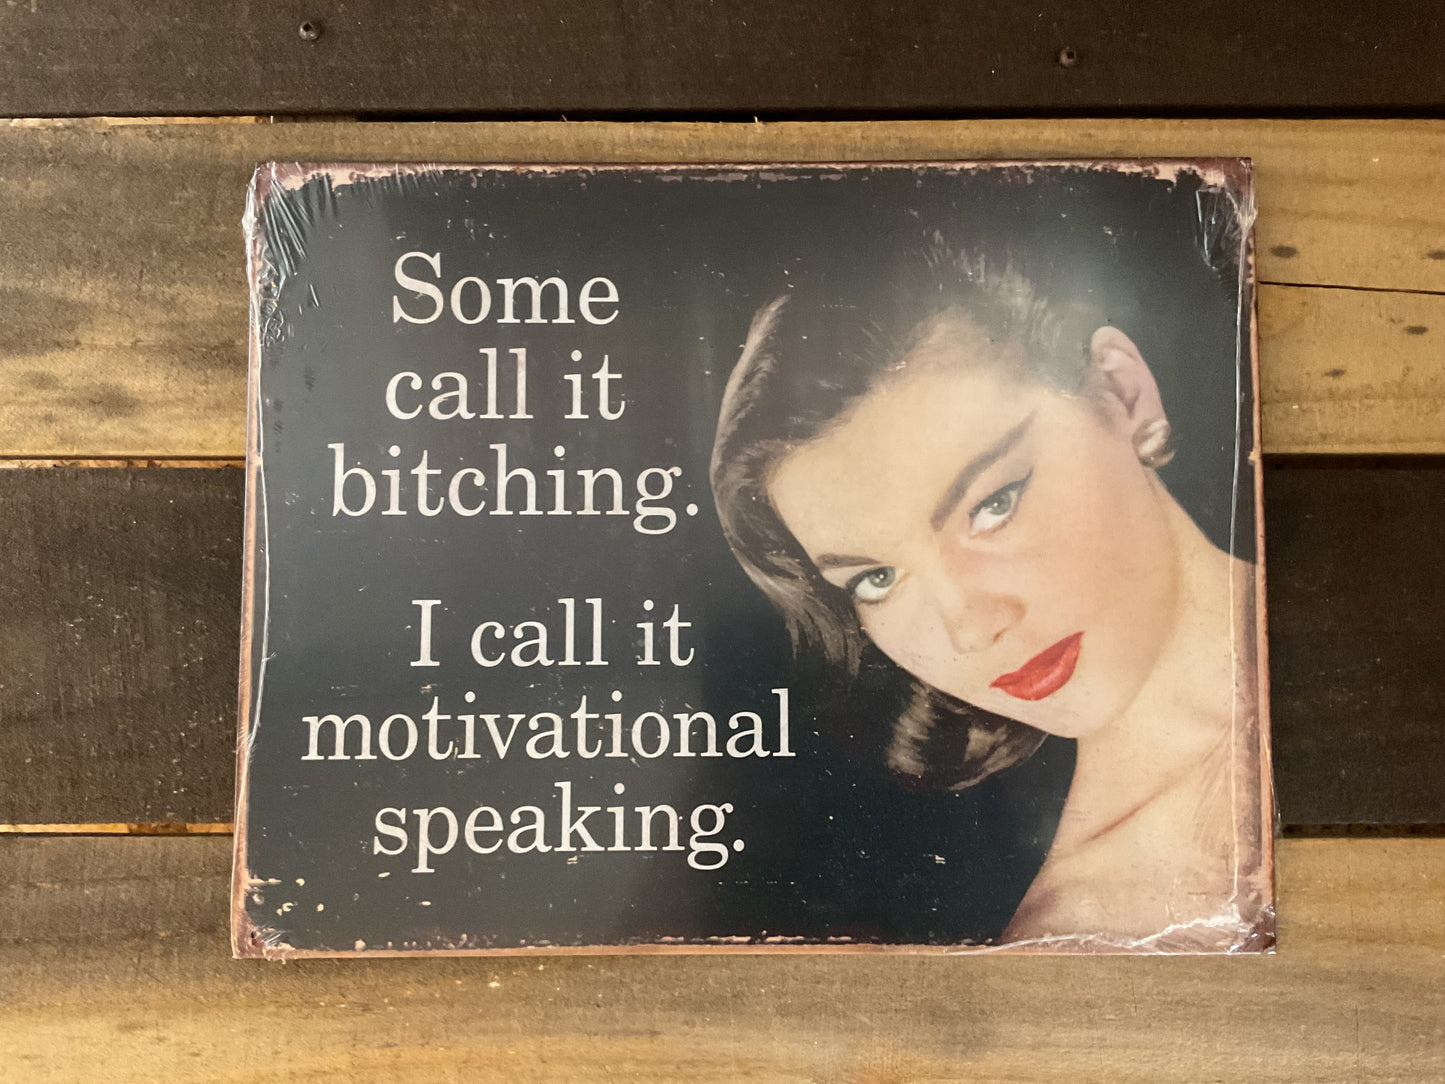 Some
call it
bitching.
I call it
motivational
speaking.